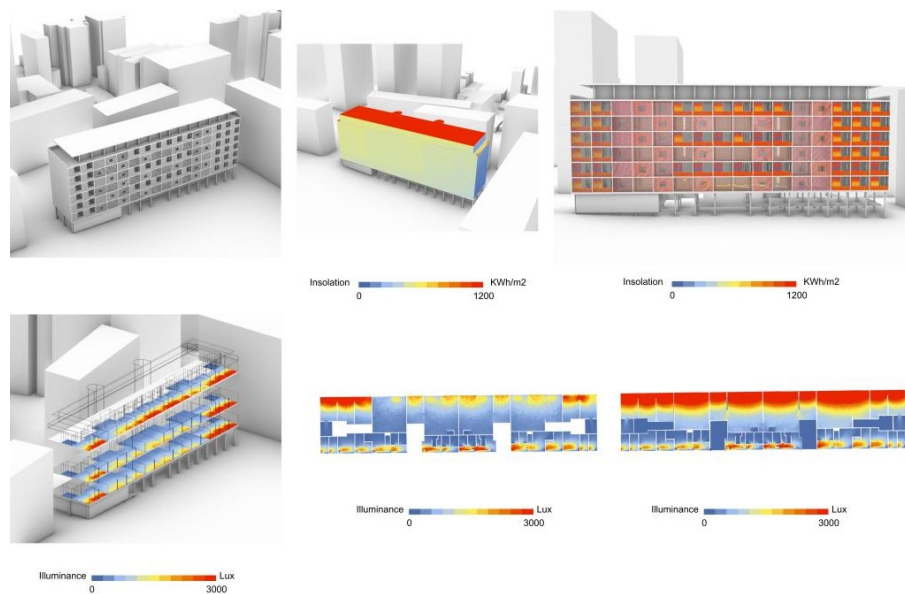 Insolation KWh/m2
0 1200
Insolation KWh/m2
0 1200
Illuminance Lux
0 3000
Illuminance Lux
0 3000
Illuminance Lux
0 3000